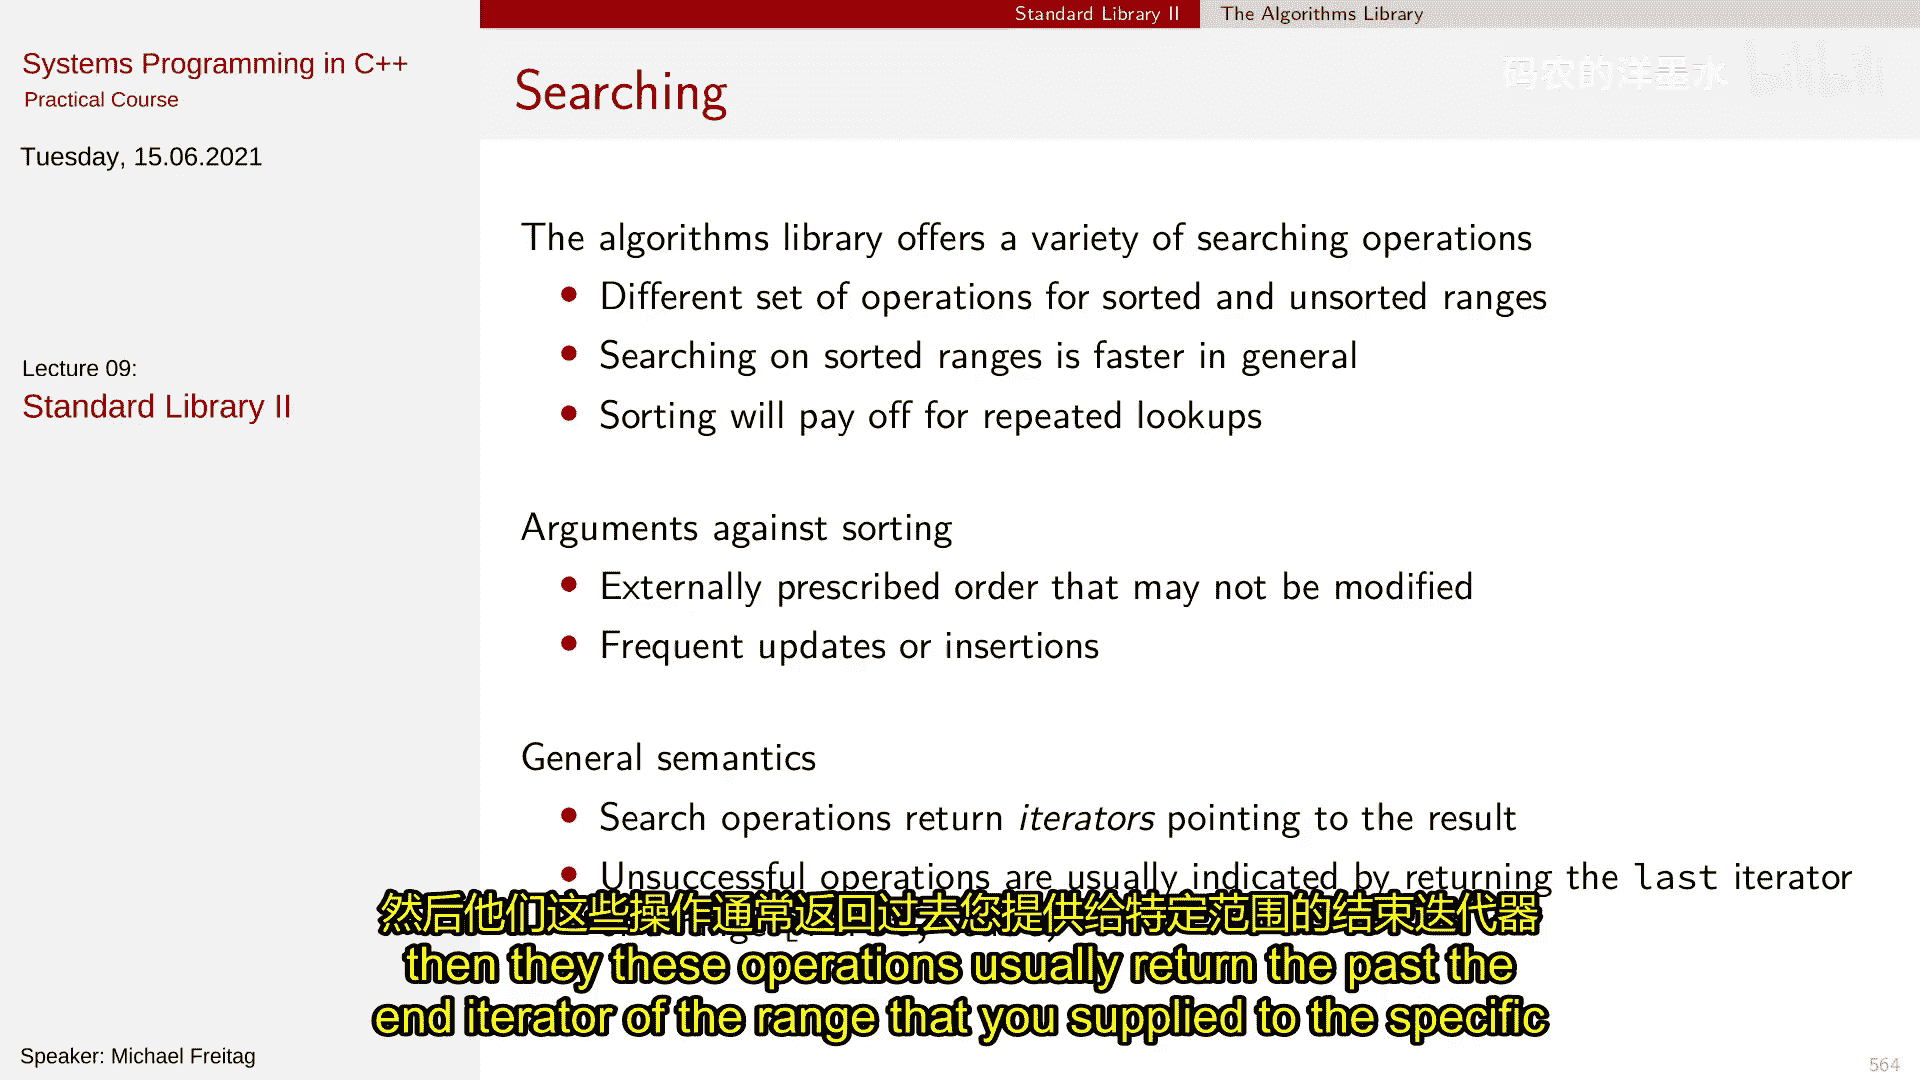 Standard Library II
The Algorithms Library
Systems Programming in C++
Practical Course
Tuesday, 15.06.2021
Lecture 09:
Standard Library II
Searching
码农的洋墨水
bilibili
The algorithms library offers a variety of searching operations
Different set of operations for sorted and unsorted ranges
Searching on sorted ranges is faster in general
Sorting will pay off for repeated lookups
Arguments against sorting
Externally prescribed order that may not be modified
Frequent updates or insertions
General semantics
Search operations return iterators pointing to the result
Unsuccessful operations are usually indicated by returning the last iterator
然后他们这些操作通常返回过去您提供给特定范围的结束迭代器
then they these operations usually return the past the
end iterator of the range that you supplied to the specific
Speaker: Michael Freitag
564